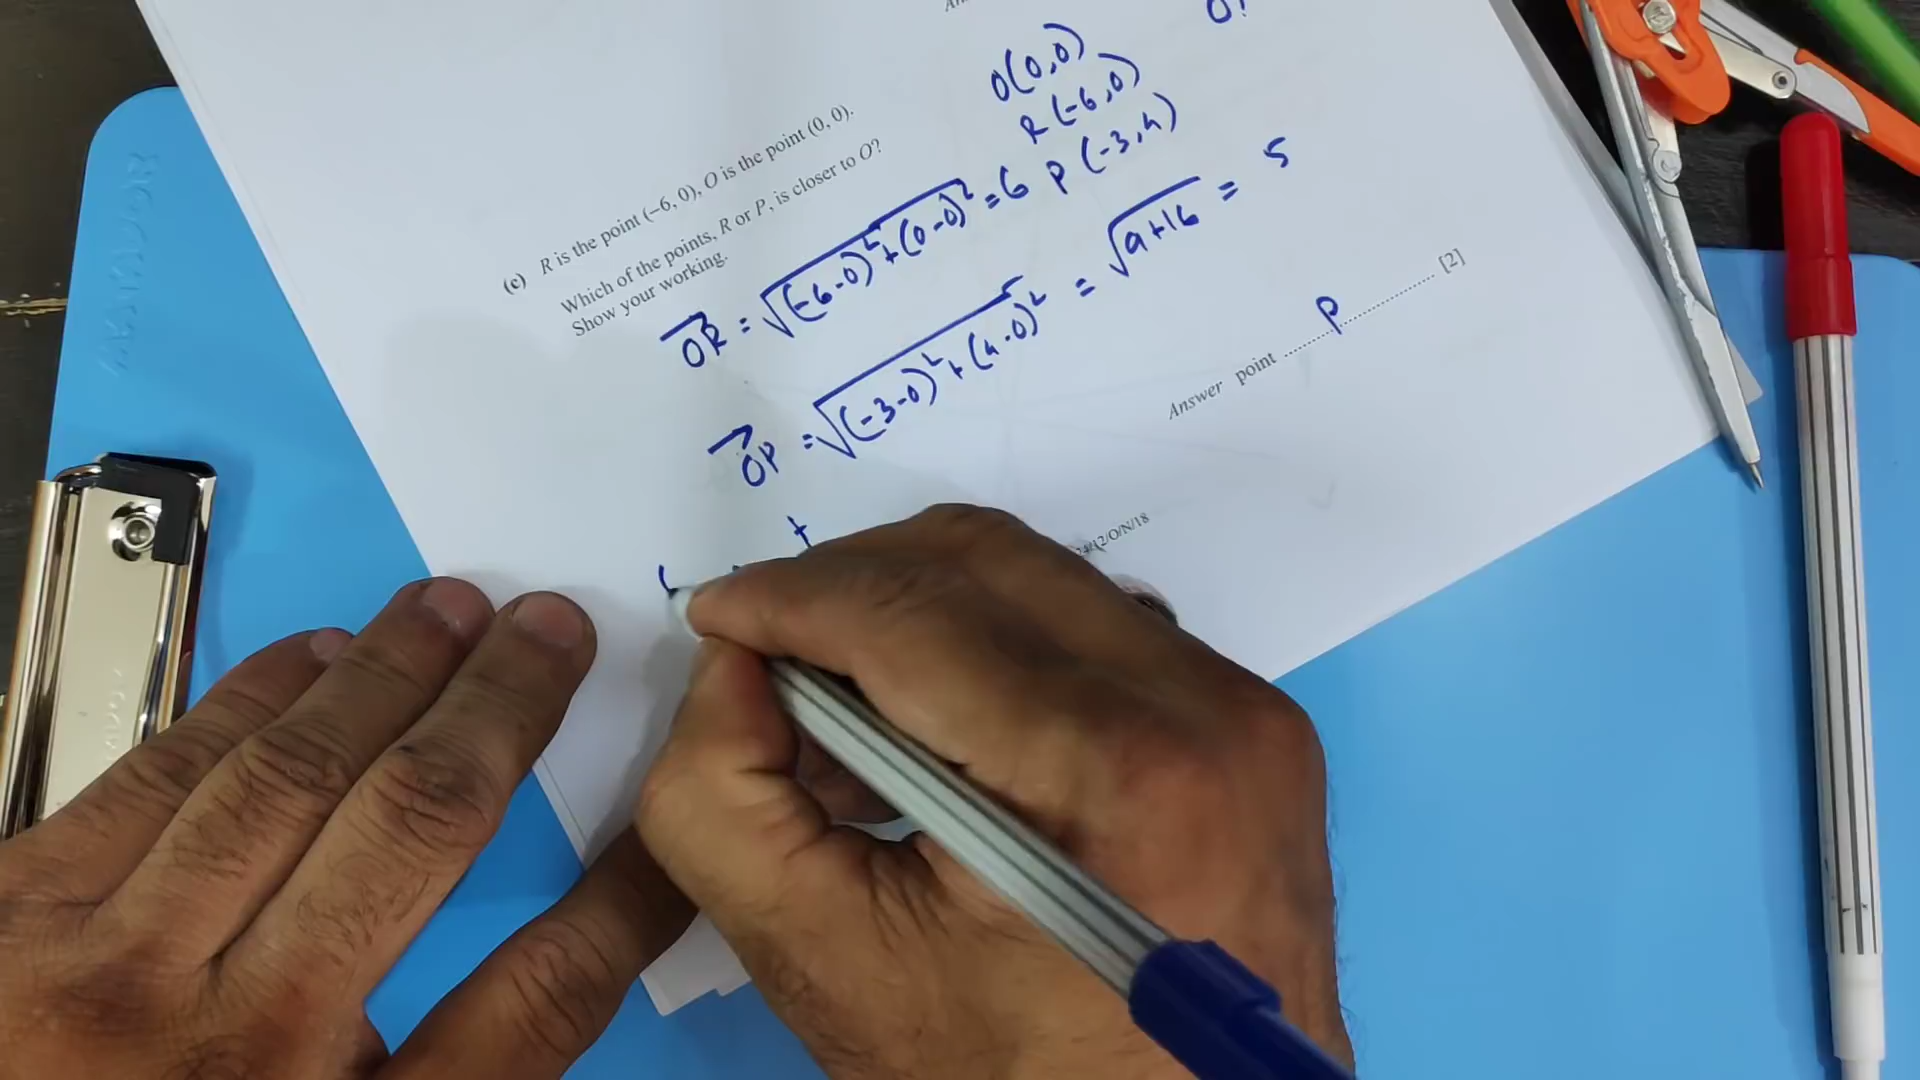 O(0,0)
R(-6,0)
P(-3,4)
(c) R is the point (–6, 0), O is the point (0, 0).
Which of the points, R or P, is closer to O?
Show your working.
OR = √(-6-0)² + (0-0)² = 6
OP = √(-3-0)² + (4-0)² = √9+16 = 5
Answer point P [2]
24/12/O/N/18